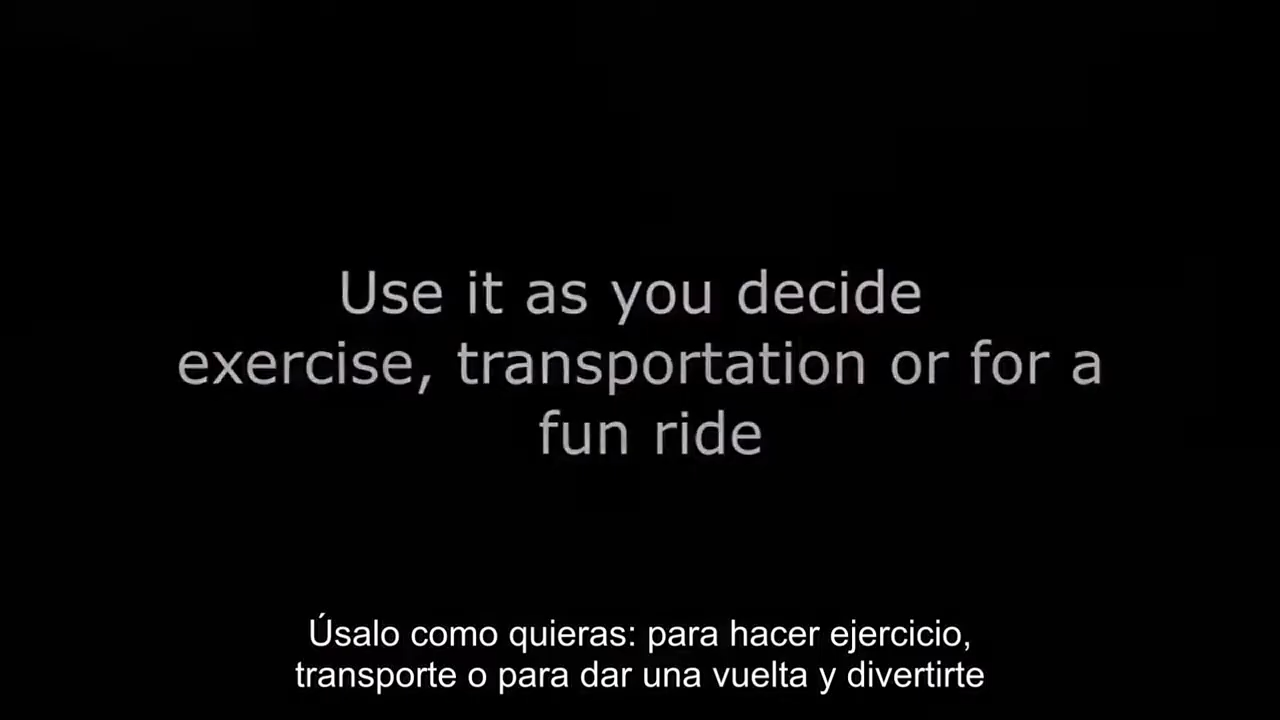 Use it as you decide
exercise, transportation or for a
fun ride
Úsalo como quieras: para hacer ejercicio,
transporte o para dar una vuelta y divertirte